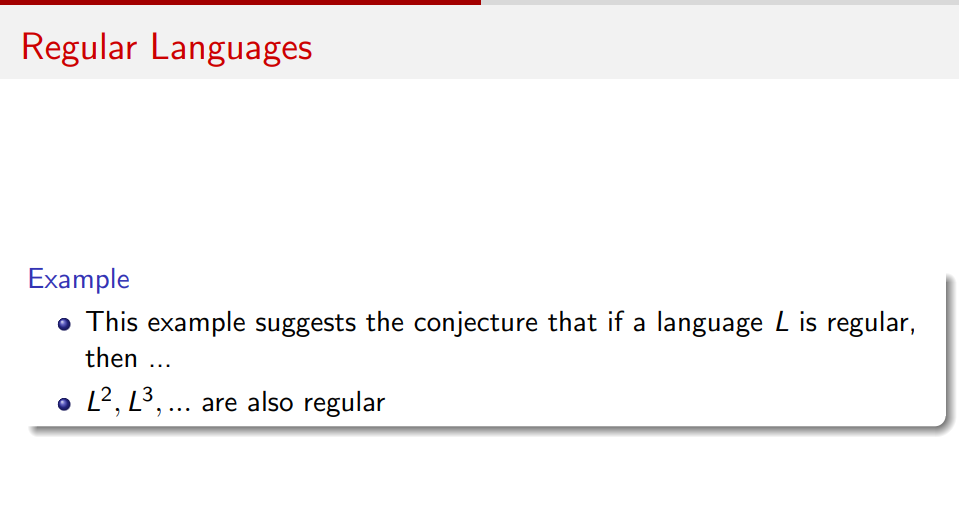 Regular Languages
Example
This example suggests the conjecture that if a language L is regular,
then ...
L², L³, ... are also regular